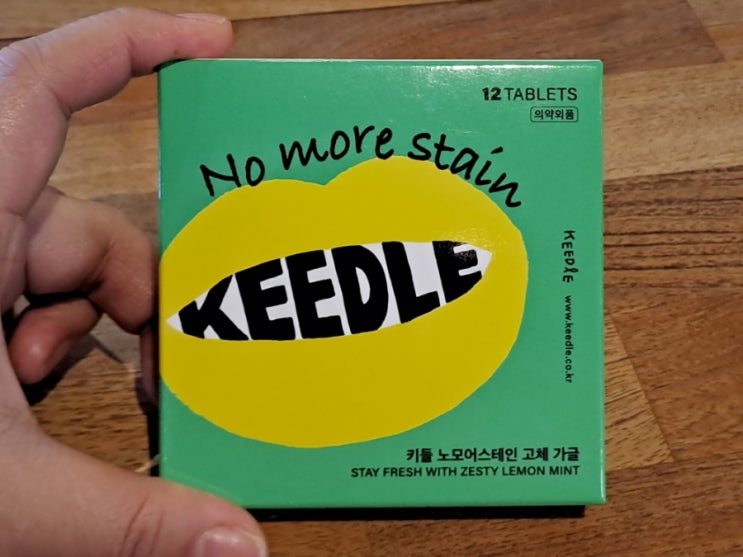 12 TABLETS
의약외품
No more stain
KEEDLE
KEEDLE www.keedle.co.kr
키들 노모어스테인 고체 가글
STAY FRESH WITH ZESTY LEMON MINT